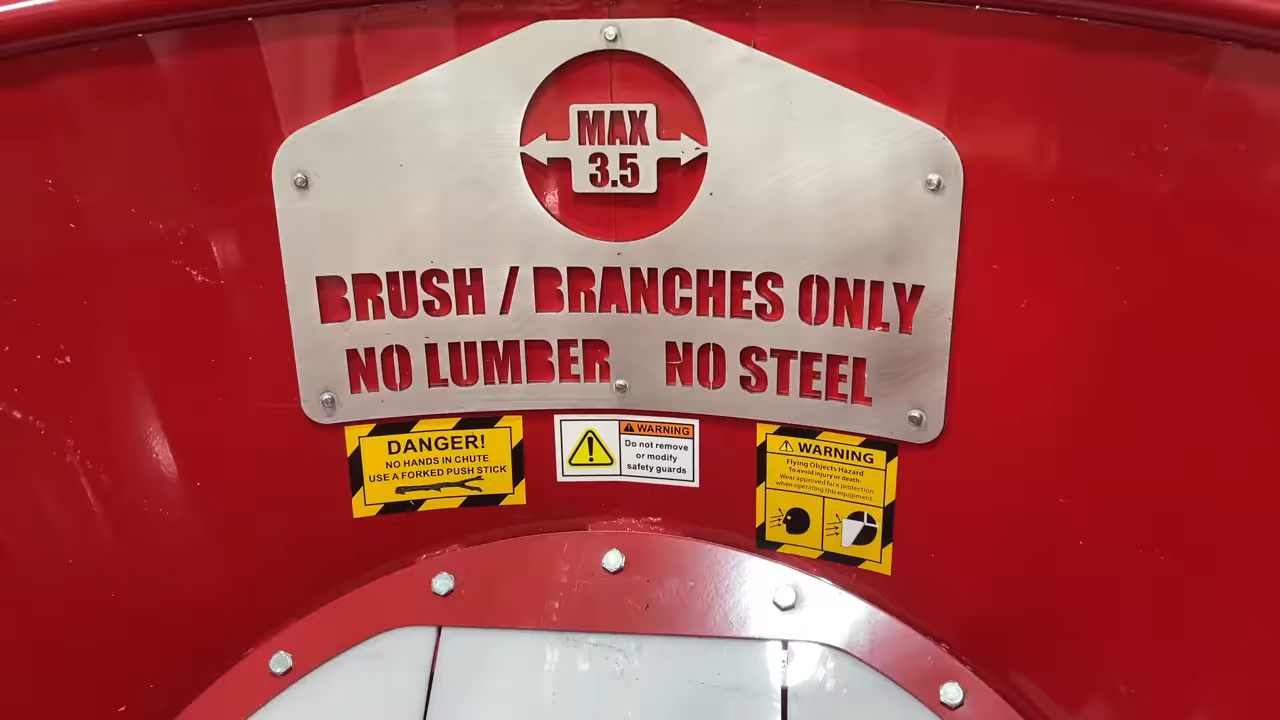 MAX
3.5
BRUSH / BRANCHES ONLY
NO LUMBER NO STEEL
DANGER!
NO HANDS IN CHUTE
USE A FORKED PUSH STICK
WARNING
Do not remove
or modify
safety guards
WARNING
Flying Objects Hazard
To avoid injury or death:
Wear approved face protection
when operating this equipment.